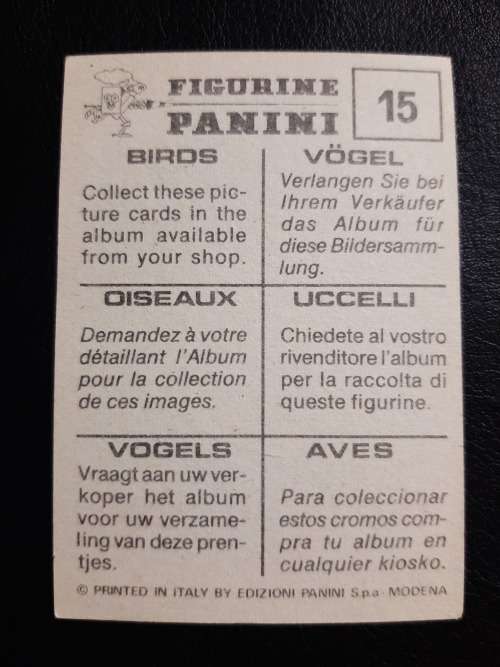 FIGURINE
PANINI
15
BIRDS
Collect these pic-
ture cards in the
album available
from your shop.
VÖGEL
Verlangen Sie bei
Ihrem Verkäufer
das Album für
diese Bildersamm-
lung.
OISEAUX
Demandez à votre
détaillant l'Album
pour la collection
de ces images.
UCCELLI
Chiedete al vostro
rivenditore l'album
per la raccolta di
queste figurine.
VOGELS
Vraagt aan uw ver-
koper het album
voor uw verzame-
ling van deze pren-
tjes.
AVES
Para coleccionar
estos cromos com-
pra tu album en
cualquier kiosko.
© PRINTED IN ITALY BY EDIZIONI PANINI S.p.a - MODENA